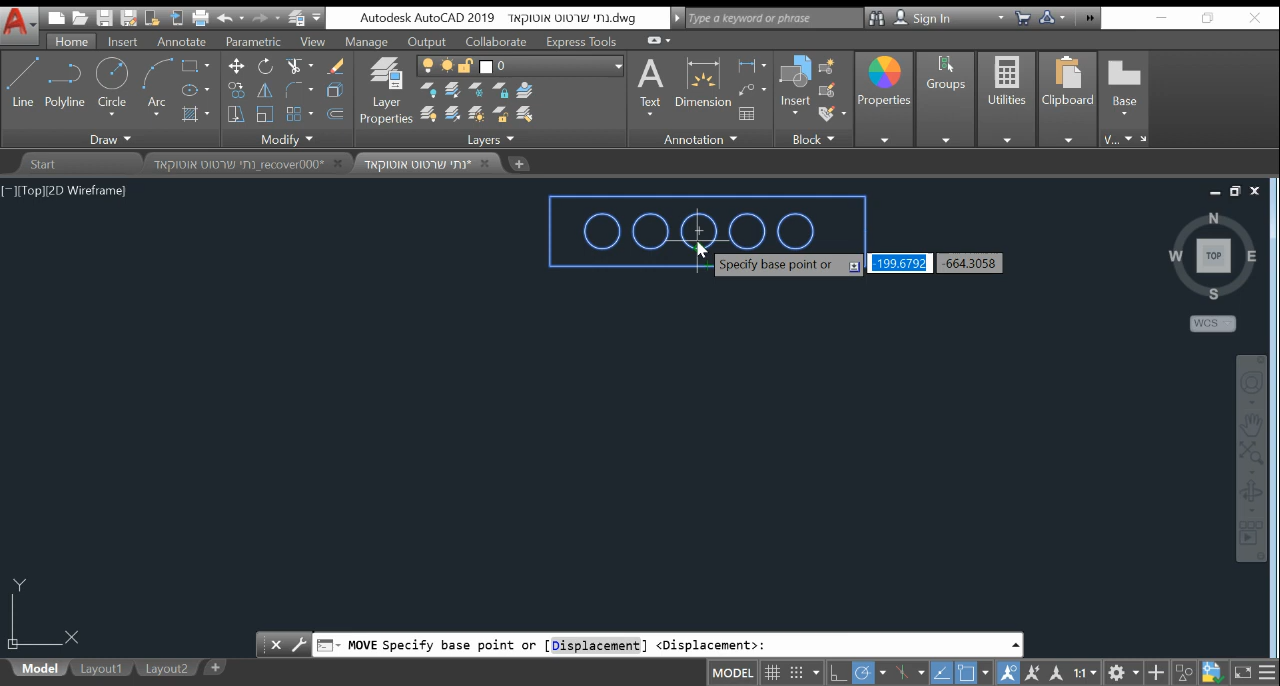 Autodesk AutoCAD 2019 נתי שרטוט אוטוקאד.dwg
Type a keyword or phrase
Sign In
Home Insert Annotate Parametric View Manage Output Collaborate Express Tools
0
Line Polyline Circle Arc
Layer Properties
Text Dimension
Insert
Properties Groups Utilities Clipboard Base
Draw Modify Layers Annotation Block V...
Start נתי שרטוט אוטוקאד_recover000* נתי שרטוט אוטוקאד*
[−][Top][2D Wireframe]
N
W TOP E
S
WCS
Specify base point or -199.6792 -664.3058
Y
X
MOVE Specify base point or [Displacement] <Displacement>:
Model Layout1 Layout2
MODEL 1:1